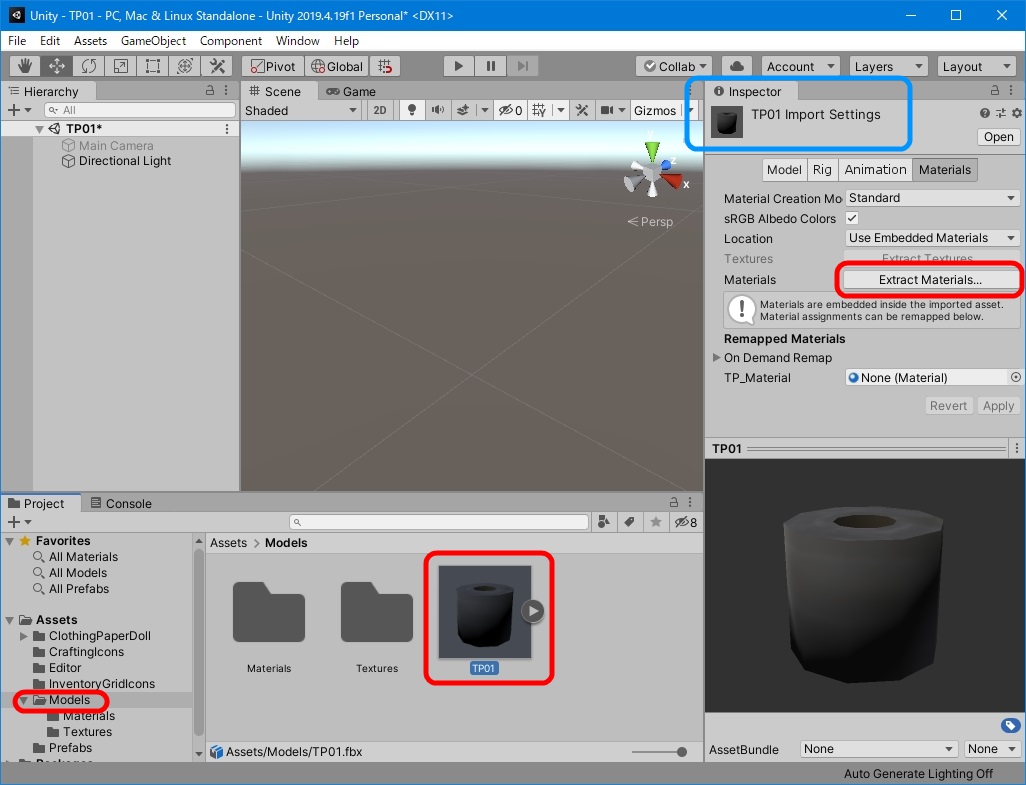 Unity - TP01 - PC, Mac & Linux Standalone - Unity 2019.4.19f1 Personal* <DX11>
File Edit Assets GameObject Component Window Help
Pivot Global Collab Account Layers Layout
Hierarchy
All
TP01*
Main Camera
Directional Light
Scene Game
Shaded 2D 0 Gizmos
y
z
x
Persp
Inspector
TP01 Import Settings
Open
Model Rig Animation Materials
Material Creation Mo Standard
sRGB Albedo Colors
Location Use Embedded Materials
Textures Extract Textures
Materials Extract Materials...
Materials are embedded inside the imported asset.
Material assignments can be remapped below.
Remapped Materials
On Demand Remap
TP_Material None (Material)
Revert Apply
TP01
Project Console
8
Favorites
All Materials
All Models
All Prefabs
Assets
ClothingPaperDoll
CraftingIcons
Editor
InventoryGridIcons
Models
Materials
Textures
Prefabs
Assets > Models
Materials Textures TP01
Assets/Models/TP01.fbx
AssetBundle None None
Auto Generate Lighting Off